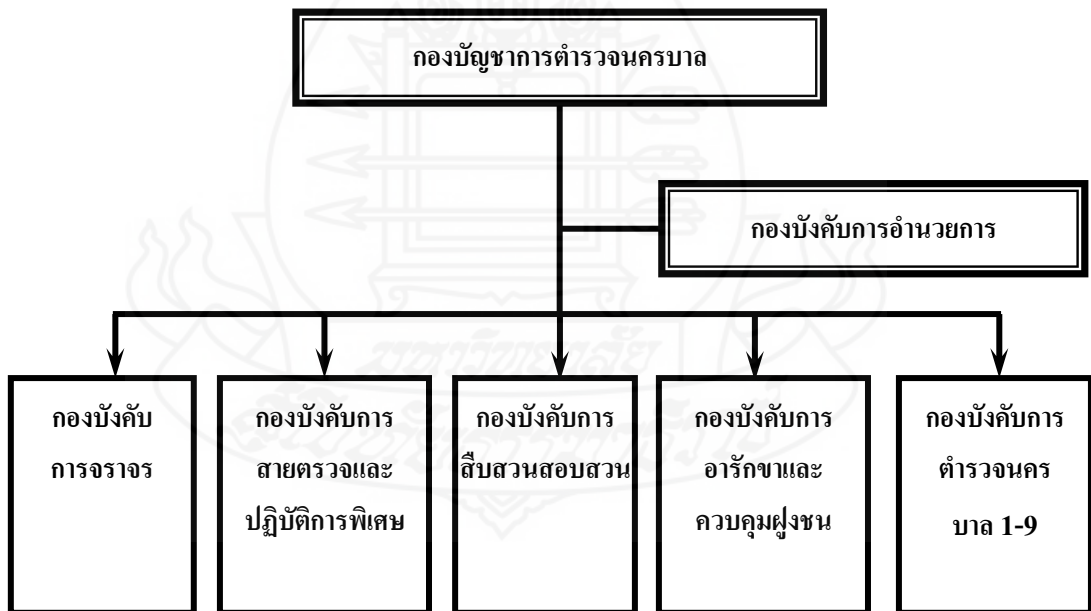 กองบัญชาการตำรวจนครบาล
กองบังคับการอำนวยการ
กองบังคับ
การจราจร
กองบังคับการ
สายตรวจและ
ปฏิบัติการพิเศษ
กองบังคับการ
สืบสวนสอบสวน
กองบังคับการ
อารักขาและ
ควบคุมฝูงชน
กองบังคับการ
ตำรวจนคร
บาล 1-9